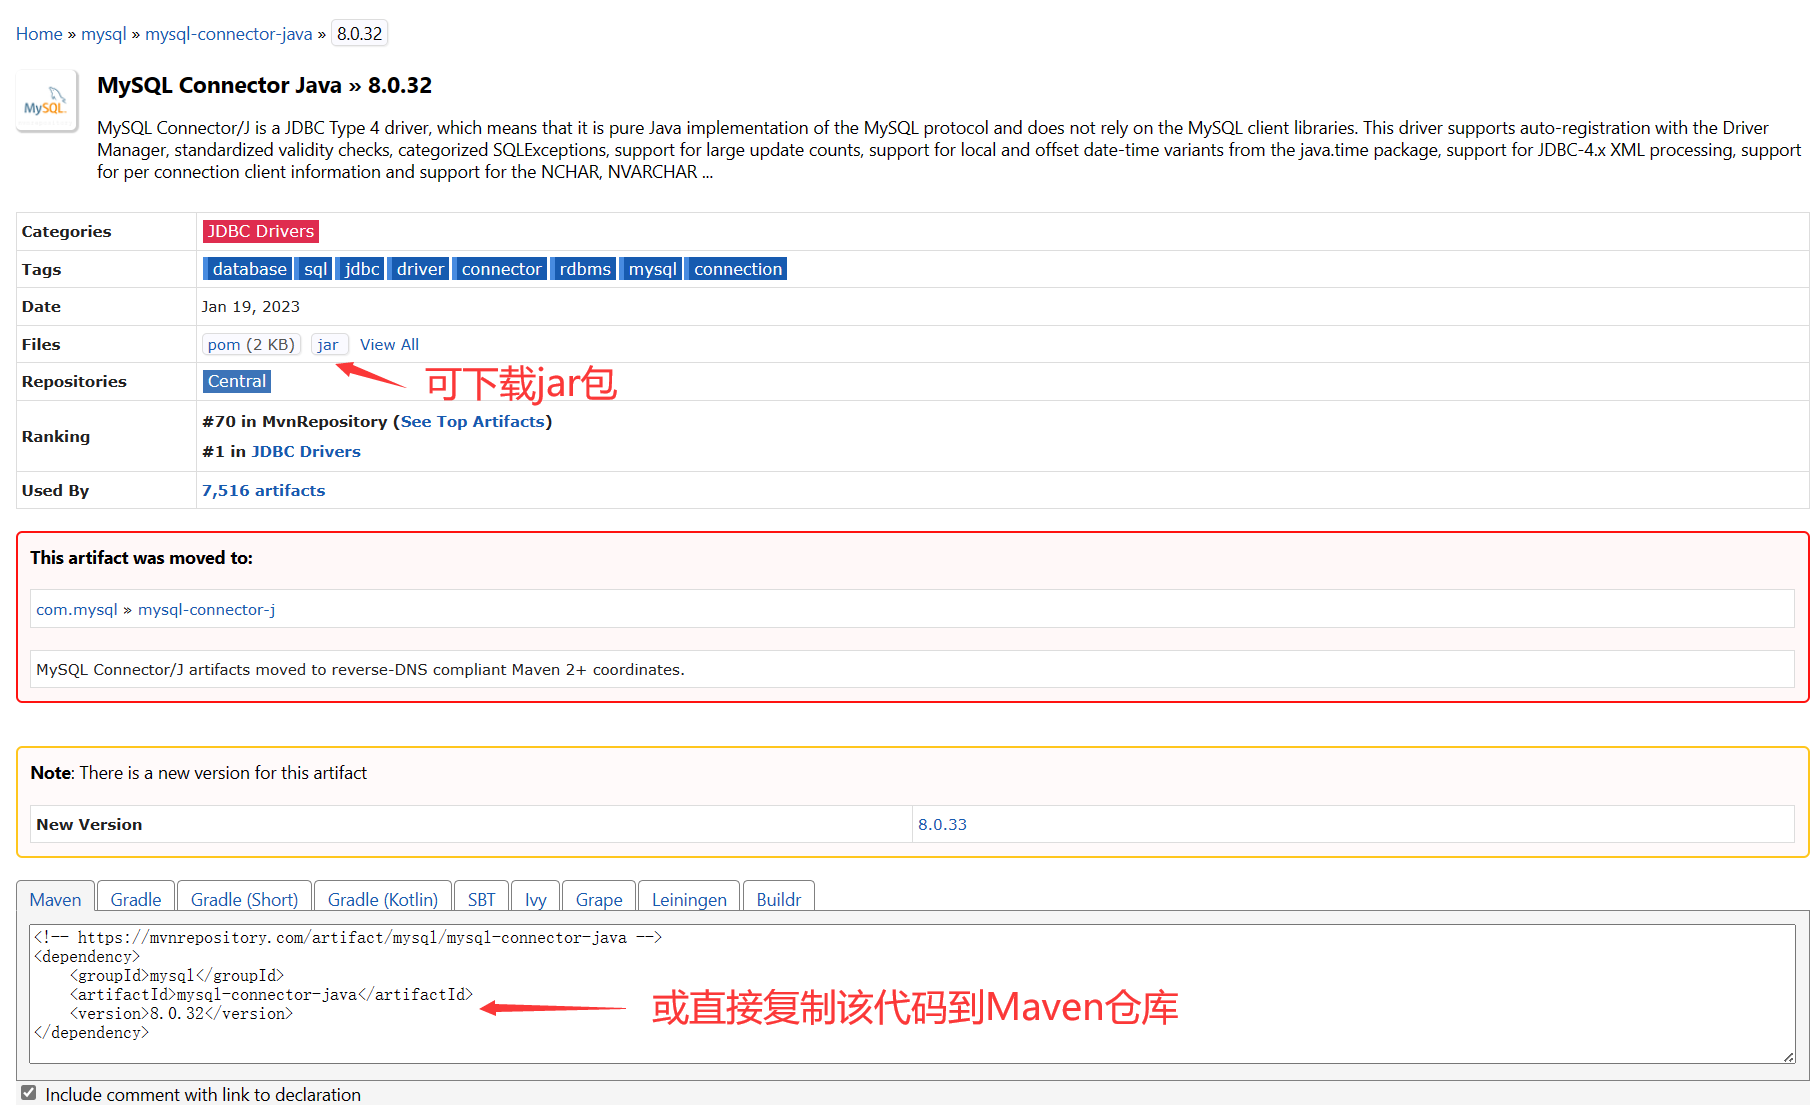 Home » mysql » mysql-connector-java » 8.0.32
MySQL
MySQL Connector Java » 8.0.32
MySQL Connector/J is a JDBC Type 4 driver, which means that it is pure Java implementation of the MySQL protocol and does not rely on the MySQL client libraries. This driver supports auto-registration with the Driver
Manager, standardized validity checks, categorized SQLExceptions, support for large update counts, support for local and offset date-time variants from the java.time package, support for JDBC-4.x XML processing, support
for per connection client information and support for the NCHAR, NVARCHAR ...
Categories JDBC Drivers
Tags database sql jdbc driver connector rdbms mysql connection
Date Jan 19, 2023
Files pom (2 KB) jar View All
Repositories Central
可下载jar包
Ranking #70 in MvnRepository (See Top Artifacts)
#1 in JDBC Drivers
Used By 7,516 artifacts
This artifact was moved to:
com.mysql » mysql-connector-j
MySQL Connector/J artifacts moved to reverse-DNS compliant Maven 2+ coordinates.
Note: There is a new version for this artifact
New Version 8.0.33
Maven Gradle Gradle (Short) Gradle (Kotlin) SBT Ivy Grape Leiningen Buildr
<!-- https://mvnrepository.com/artifact/mysql/mysql-connector-java -->
<dependency>
    <groupId>mysql</groupId>
    <artifactId>mysql-connector-java</artifactId>
    <version>8.0.32</version>
</dependency>
或直接复制该代码到Maven仓库
Include comment with link to declaration